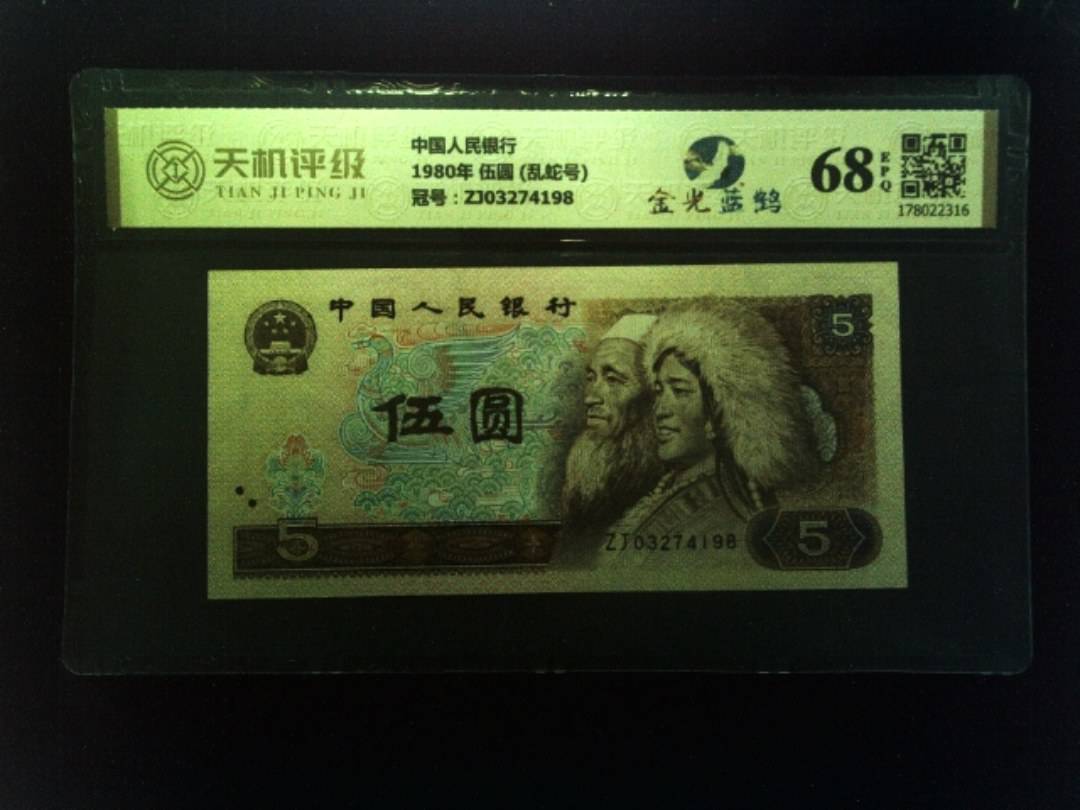 天机评级
TIAN JI PING JI
中国人民银行
1980年 伍圆 (乱蛇号)
冠号：ZJ03274198
金光蓝鹤
68
EPQ
178022316
中国人民银行
5
伍圆
5
ZJ03274198
5